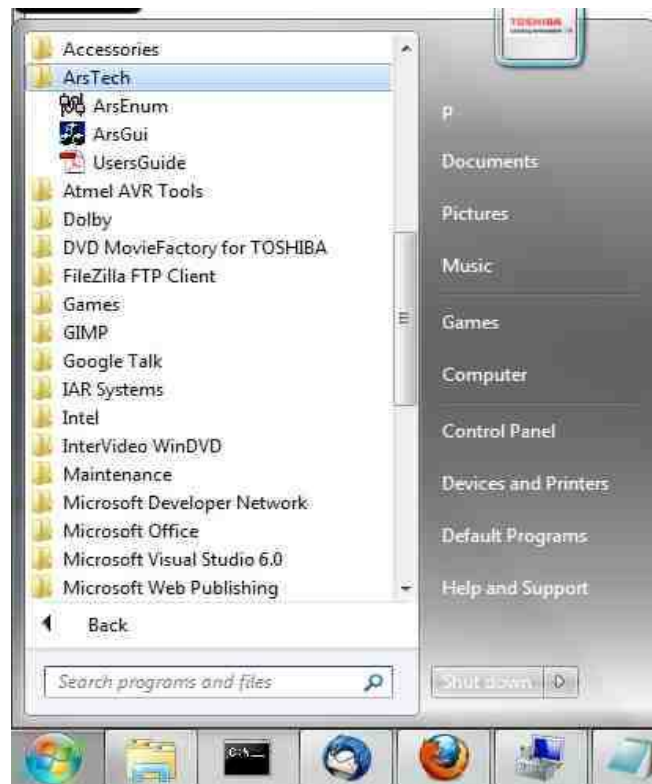 TOSHIBA
Accessories
ArsTech
ArsEnum
ArsGui
UsersGuide
Atmel AVR Tools
Dolby
DVD MovieFactory for TOSHIBA
FileZilla FTP Client
Games
GIMP
Google Talk
IAR Systems
Intel
InterVideo WinDVD
Maintenance
Microsoft Developer Network
Microsoft Office
Microsoft Visual Studio 6.0
Microsoft Web Publishing
Back
Search programs and files
P
Documents
Pictures
Music
Games
Computer
Control Panel
Devices and Printers
Default Programs
Help and Support
Shut down